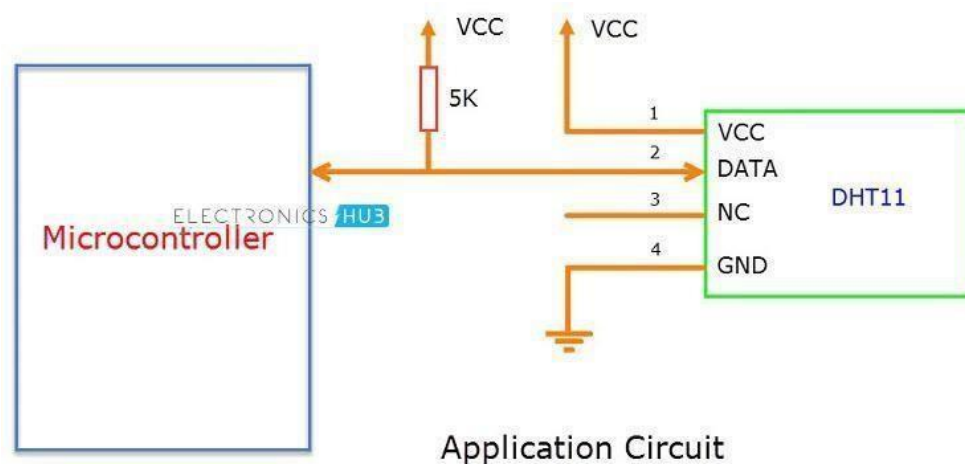 VCC
VCC
5K
1
VCC
2
DATA
DHT11
3
NC
ELECTRONICS HUB
Microcontroller
4
GND
Application Circuit